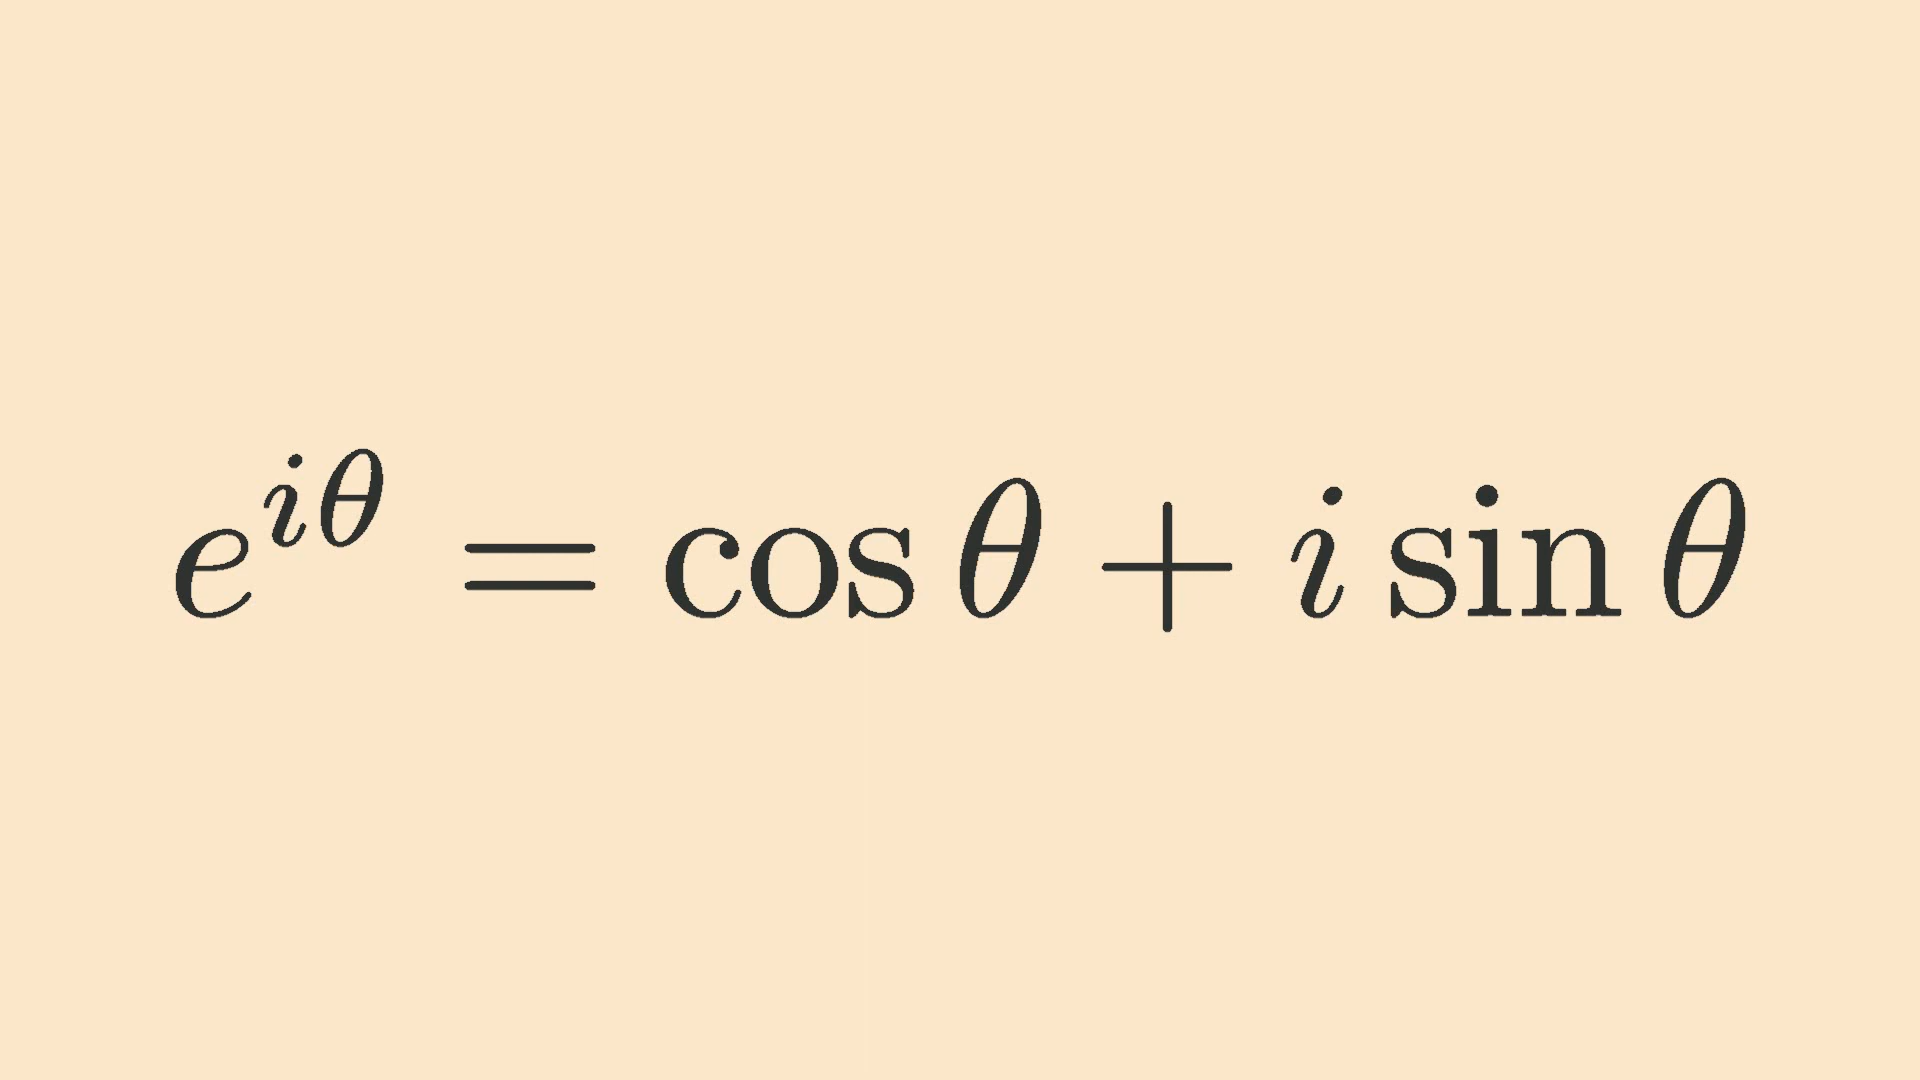 e^{iθ} = cos θ + i sin θ